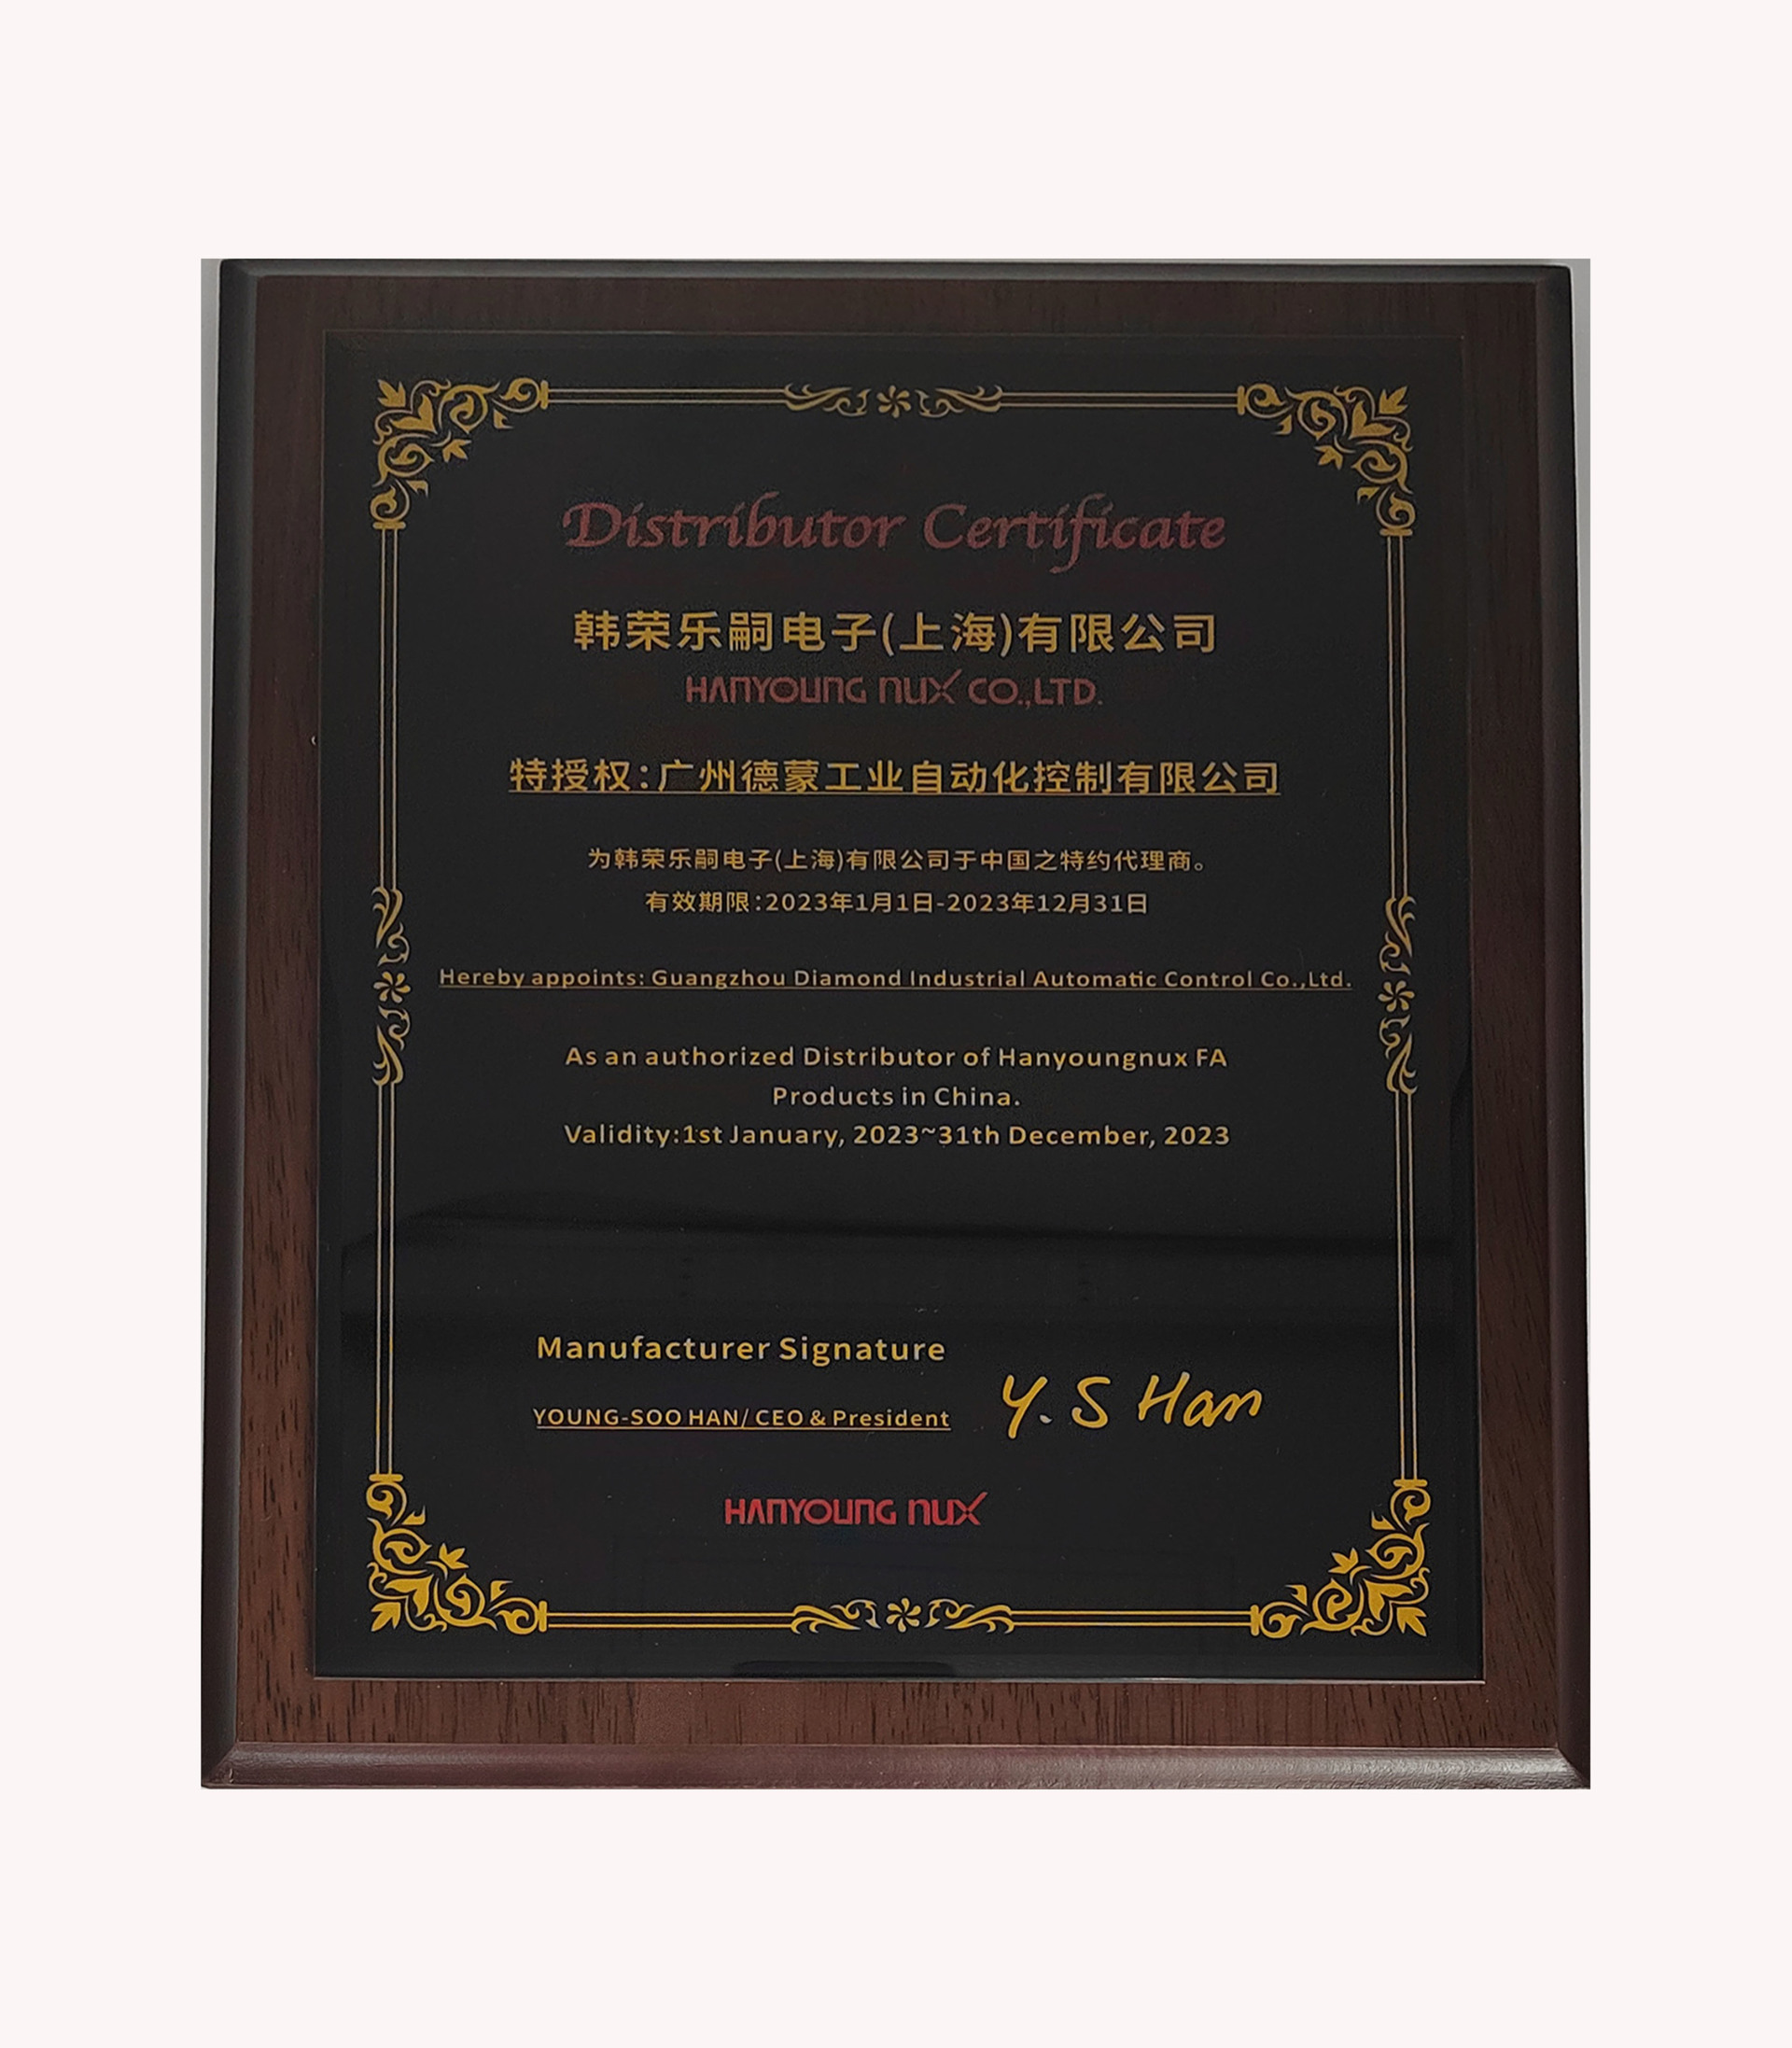 Distributor Certificate
韩荣乐嗣电子(上海)有限公司
HANYOUNG NUX CO.,LTD.
特授权:广州德蒙工业自动化控制有限公司
为韩荣乐嗣电子(上海)有限公司于中国之特约代理商。
有效期限:2023年1月1日-2023年12月31日
Hereby appoints: Guangzhou Diamond Industrial Automatic Control Co.,Ltd.
As an authorized Distributor of Hanyoungnux FA
Products in China.
Validity:1st January, 2023~31th December, 2023
Manufacturer Signature
YOUNG-SOO HAN/ CEO & President
Y. S Han
HANYOUNG NUX